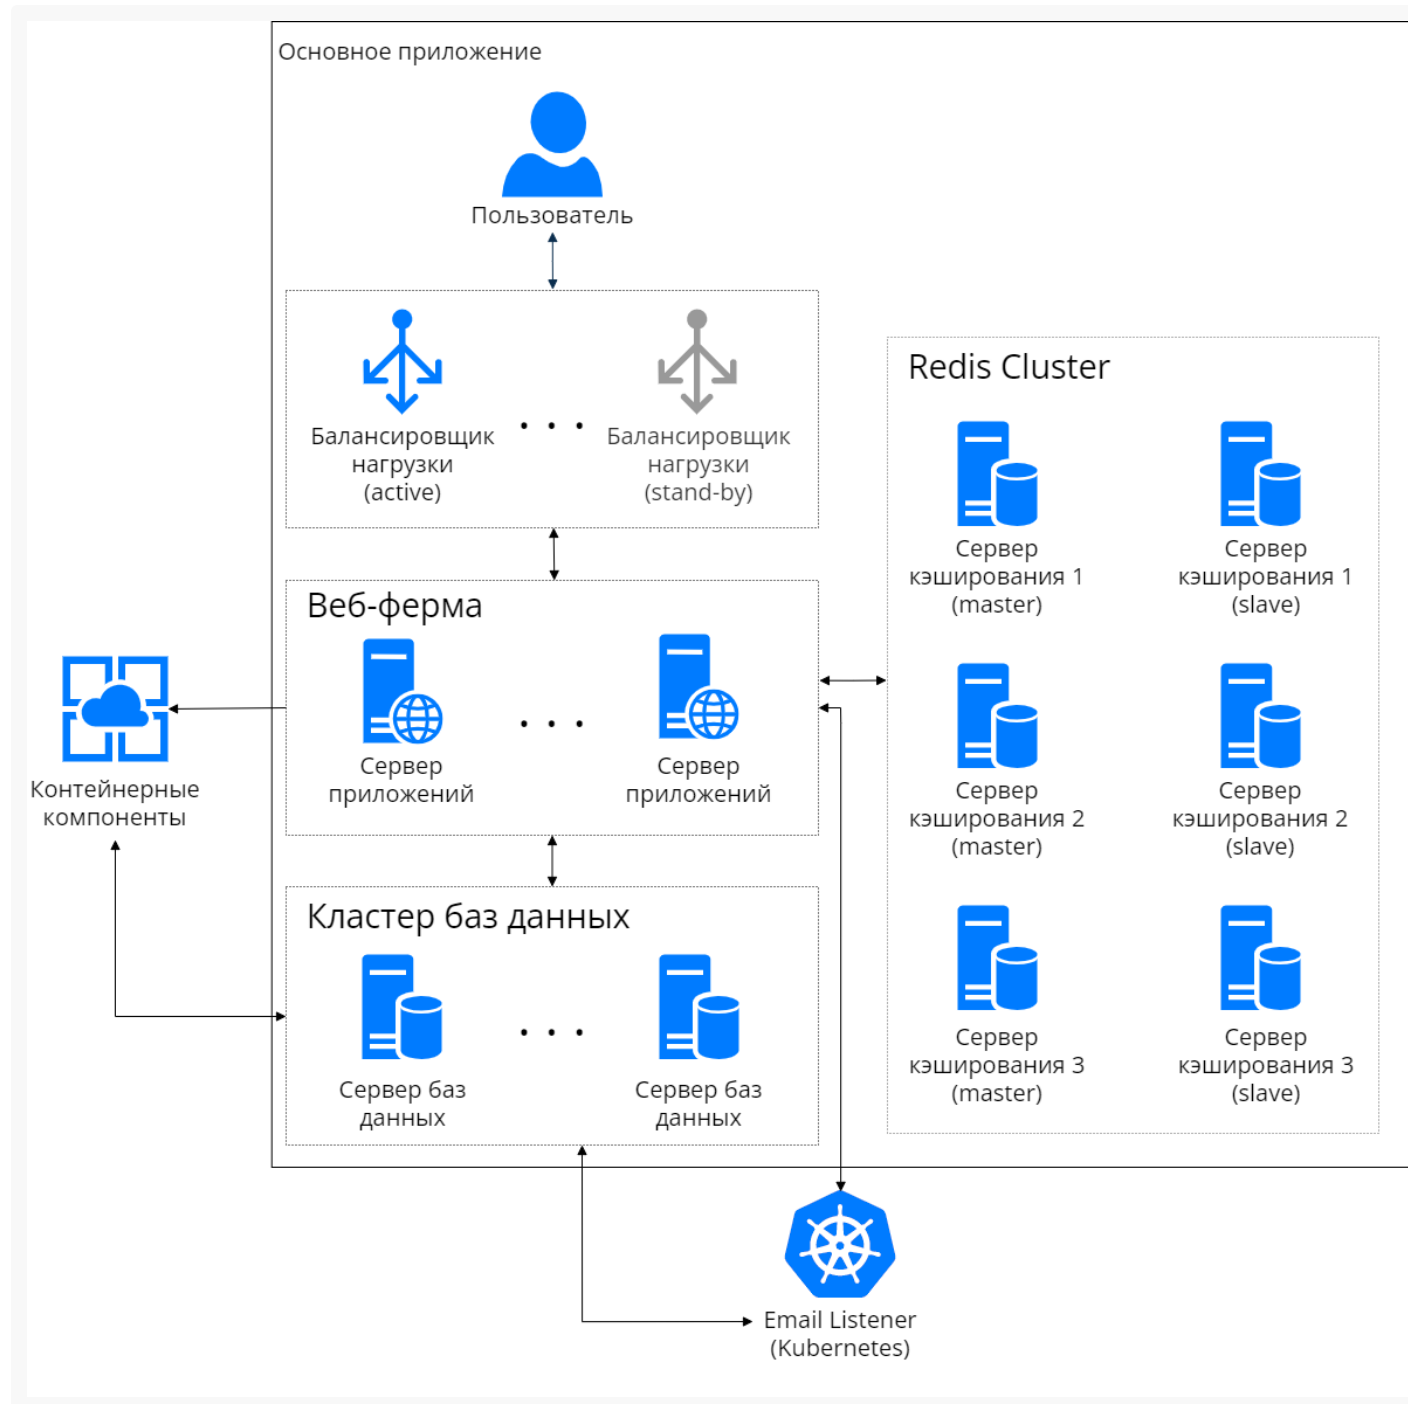 Основное приложение
Пользователь
Балансировщик
нагрузки
(active)
. . .
Балансировщик
нагрузки
(stand-by)
Redis Cluster
Сервер
кэширования 1
(master)
Сервер
кэширования 1
(slave)
Веб-ферма
Сервер
приложений
. . .
Сервер
приложений
Сервер
кэширования 2
(master)
Сервер
кэширования 2
(slave)
Контейнерные
компоненты
Кластер баз данных
Сервер баз
данных
. . .
Сервер баз
данных
Сервер
кэширования 3
(master)
Сервер
кэширования 3
(slave)
Email Listener
(Kubernetes)